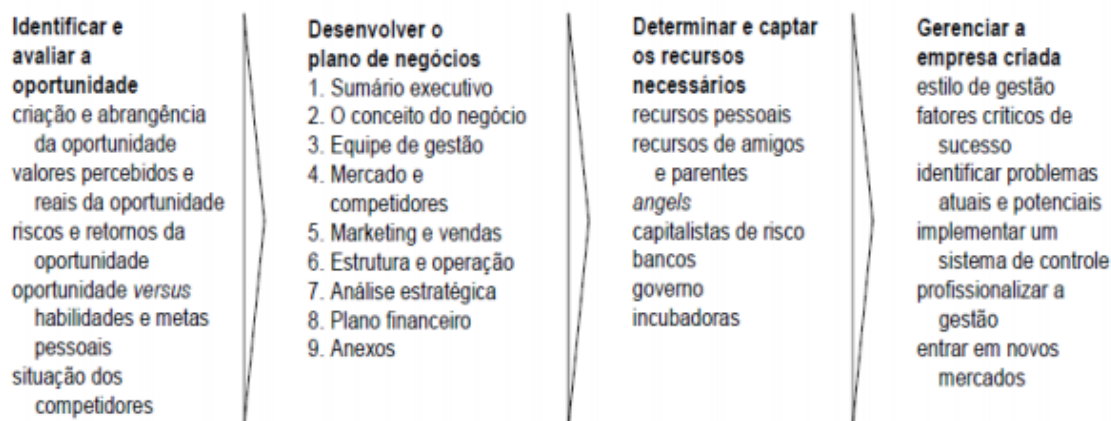 Identificar e
avaliar a
oportunidade
criação e abrangência
da oportunidade
valores percebidos e
reais da oportunidade
riscos e retornos da
oportunidade
oportunidade versus
habilidades e metas
pessoais
situação dos
competidores
Desenvolver o
plano de negócios
1. Sumário executivo
2. O conceito do negócio
3. Equipe de gestão
4. Mercado e
competidores
5. Marketing e vendas
6. Estrutura e operação
7. Análise estratégica
8. Plano financeiro
9. Anexos
Determinar e captar
os recursos
necessários
recursos pessoais
recursos de amigos
e parentes
angels
capitalistas de risco
bancos
governo
incubadoras
Gerenciar a
empresa criada
estilo de gestão
fatores críticos de
sucesso
identificar problemas
atuais e potenciais
implementar um
sistema de controle
profissionalizar a
gestão
entrar em novos
mercados